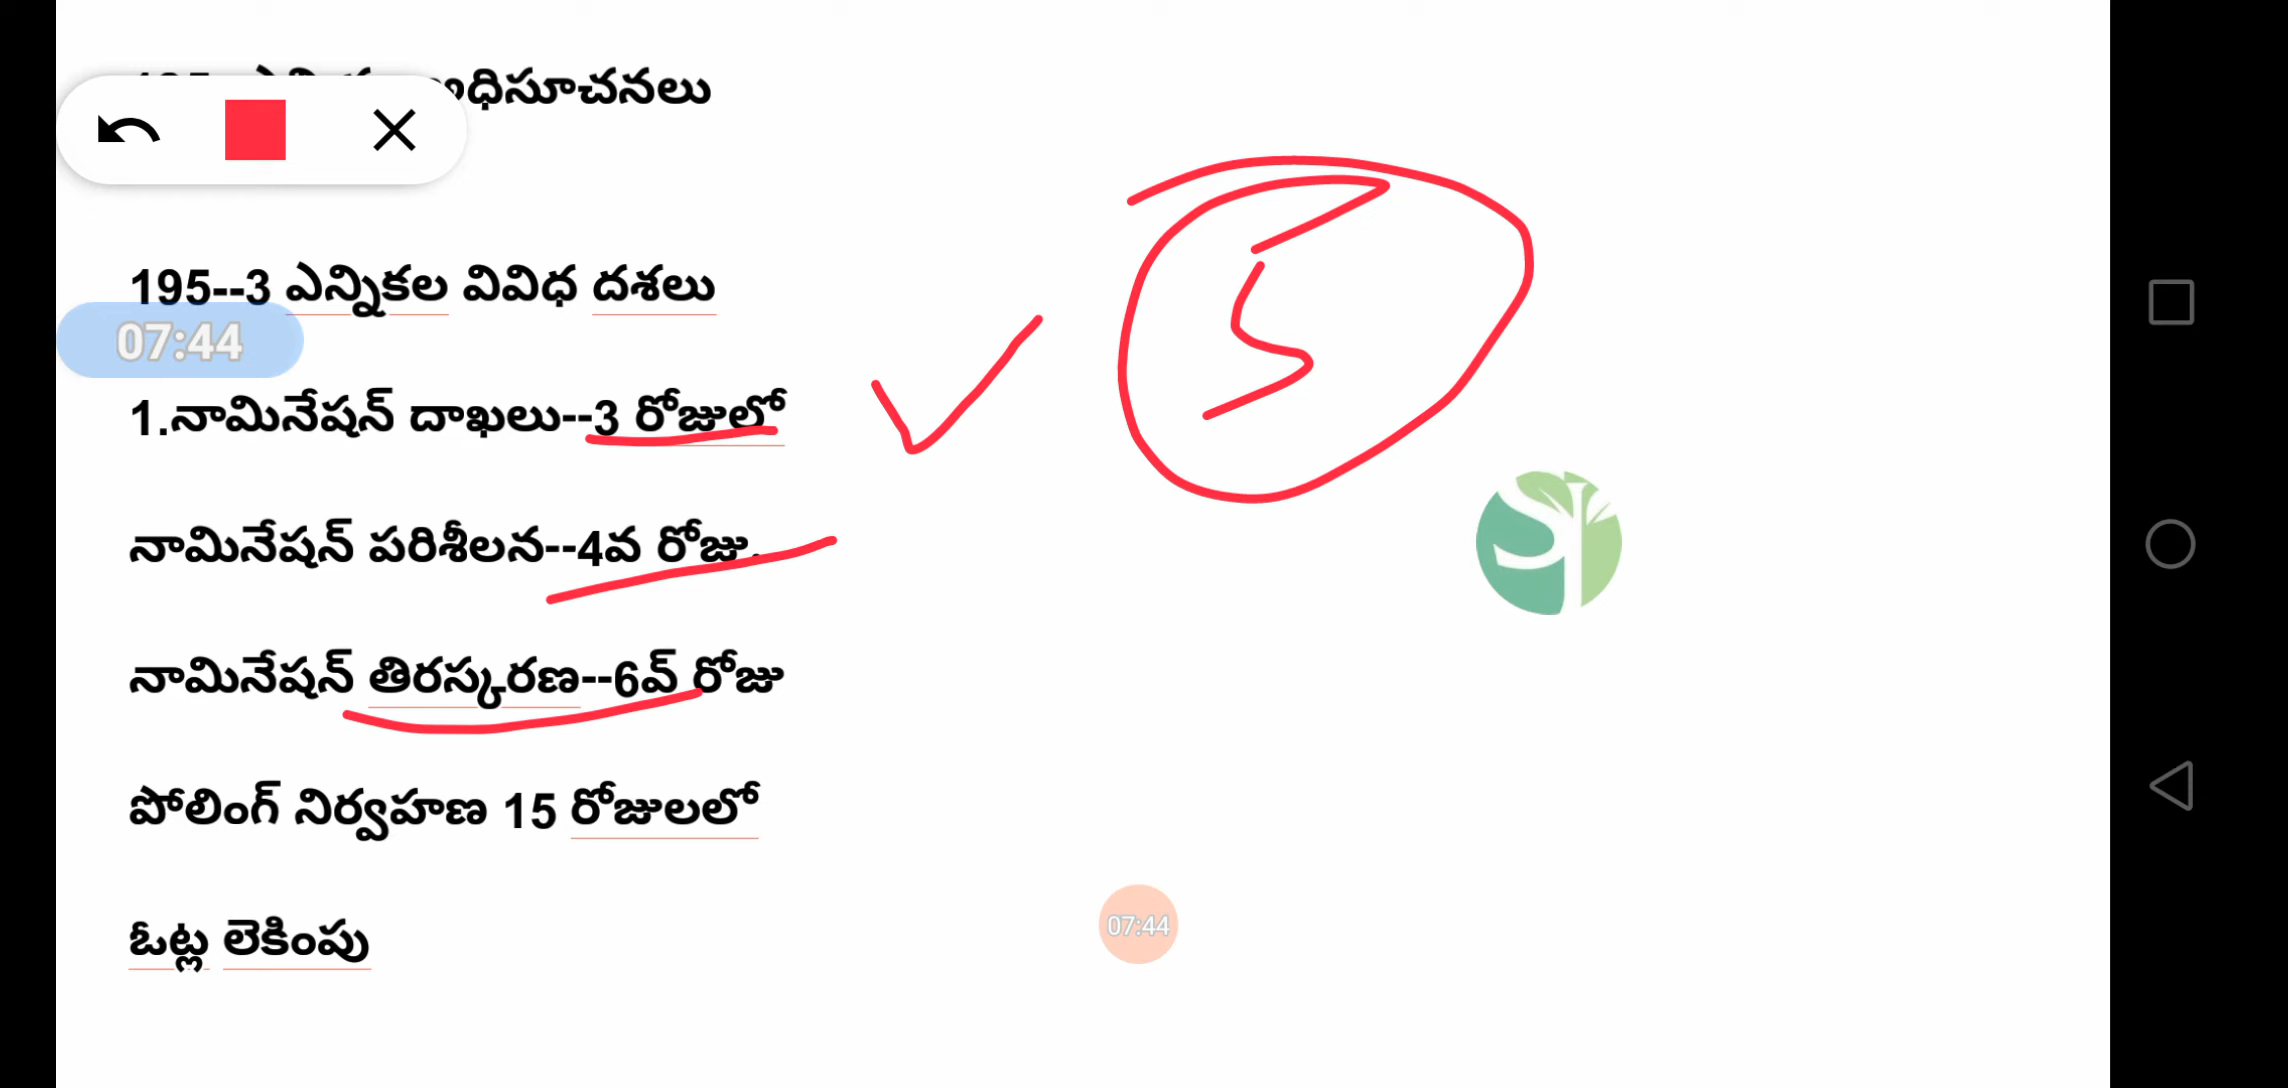 అధిసూచనలు
195--3 ఎన్నికల వివిధ దశలు
07:44
1.నామినేషన్ దాఖలు--3 రోజులో
నామినేషన్ పరిశీలన--4వ రోజు.
నామినేషన్ తిరస్కరణ--6వ్ రోజు
పోలింగ్ నిర్వహణ 15 రోజులలో
ఓట్ల లెకింపు
07:44